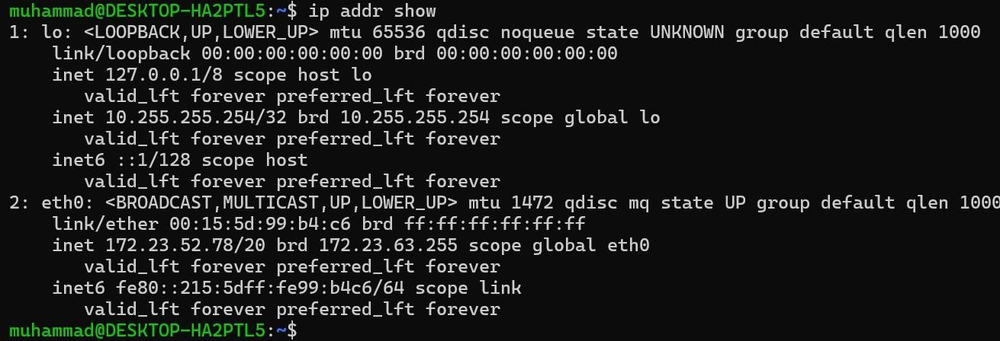 muhammad@DESKTOP-HA2PTL5:~$ ip addr show
1: lo: <LOOPBACK,UP,LOWER_UP> mtu 65536 qdisc noqueue state UNKNOWN group default qlen 1000
    link/loopback 00:00:00:00:00:00 brd 00:00:00:00:00:00
    inet 127.0.0.1/8 scope host lo
       valid_lft forever preferred_lft forever
    inet 10.255.255.254/32 brd 10.255.255.254 scope global lo
       valid_lft forever preferred_lft forever
    inet6 ::1/128 scope host
       valid_lft forever preferred_lft forever
2: eth0: <BROADCAST,MULTICAST,UP,LOWER_UP> mtu 1472 qdisc mq state UP group default qlen 1000
    link/ether 00:15:5d:99:b4:c6 brd ff:ff:ff:ff:ff:ff
    inet 172.23.52.78/20 brd 172.23.63.255 scope global eth0
       valid_lft forever preferred_lft forever
    inet6 fe80::215:5dff:fe99:b4c6/64 scope link
       valid_lft forever preferred_lft forever
muhammad@DESKTOP-HA2PTL5:~$